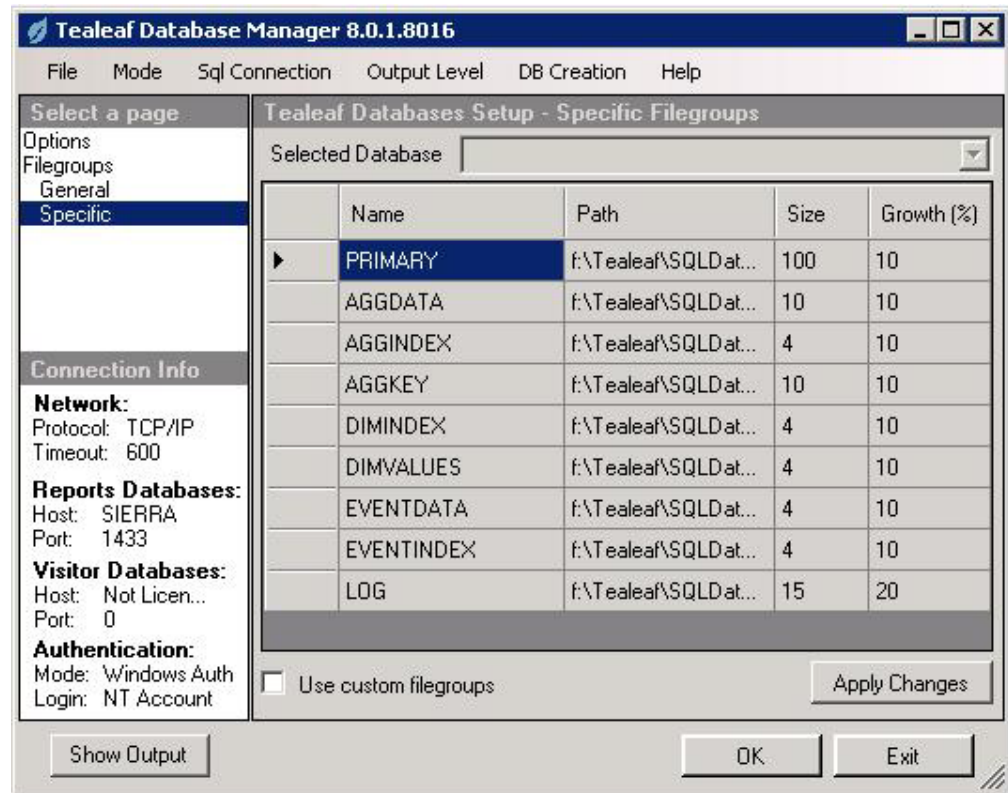 Tealeaf Database Manager 8.0.1.8016
File Mode Sql Connection Output Level DB Creation Help
Select a page
Options
Filegroups
General
Specific
Connection Info
Network:
Protocol: TCP/IP
Timeout: 600
Reports Databases:
Host: SIERRA
Port: 1433
Visitor Databases:
Host: Not Licen...
Port: 0
Authentication:
Mode: Windows Auth
Login: NT Account
Tealeaf Databases Setup - Specific Filegroups
Selected Database
Name Path Size Growth (%)
PRIMARY f:\Tealeaf\SQLDat... 100 10
AGGDATA f:\Tealeaf\SQLDat... 10 10
AGGINDEX f:\Tealeaf\SQLDat... 4 10
AGGKEY f:\Tealeaf\SQLDat... 10 10
DIMINDEX f:\Tealeaf\SQLDat... 4 10
DIMVALUES f:\Tealeaf\SQLDat... 4 10
EVENTDATA f:\Tealeaf\SQLDat... 4 10
EVENTINDEX f:\Tealeaf\SQLDat... 4 10
LOG f:\Tealeaf\SQLDat... 15 20
Use custom filegroups
Apply Changes
Show Output
OK
Exit